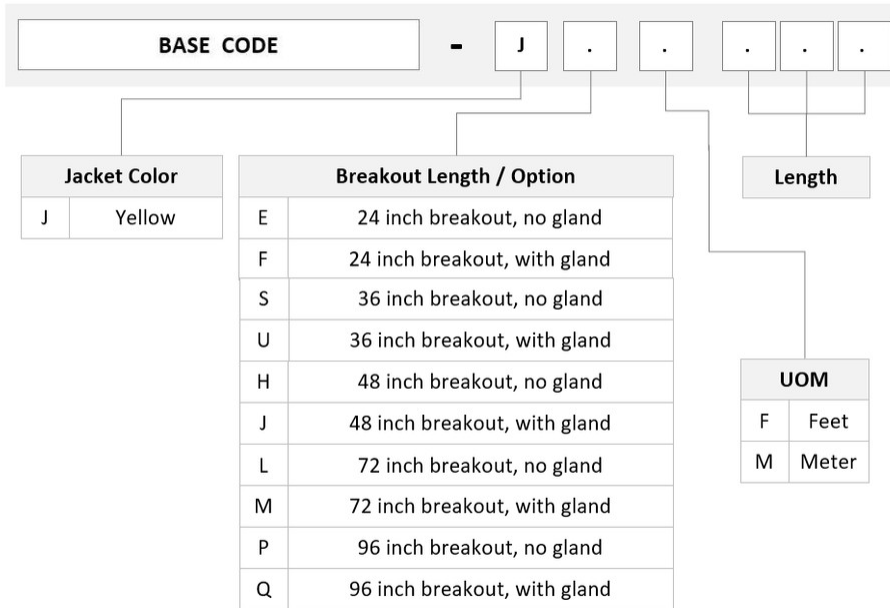 BASE CODE - J . . . . .
Jacket Color
J Yellow
Breakout Length / Option
E 24 inch breakout, no gland
F 24 inch breakout, with gland
S 36 inch breakout, no gland
U 36 inch breakout, with gland
H 48 inch breakout, no gland
J 48 inch breakout, with gland
L 72 inch breakout, no gland
M 72 inch breakout, with gland
P 96 inch breakout, no gland
Q 96 inch breakout, with gland
Length
UOM
F Feet
M Meter